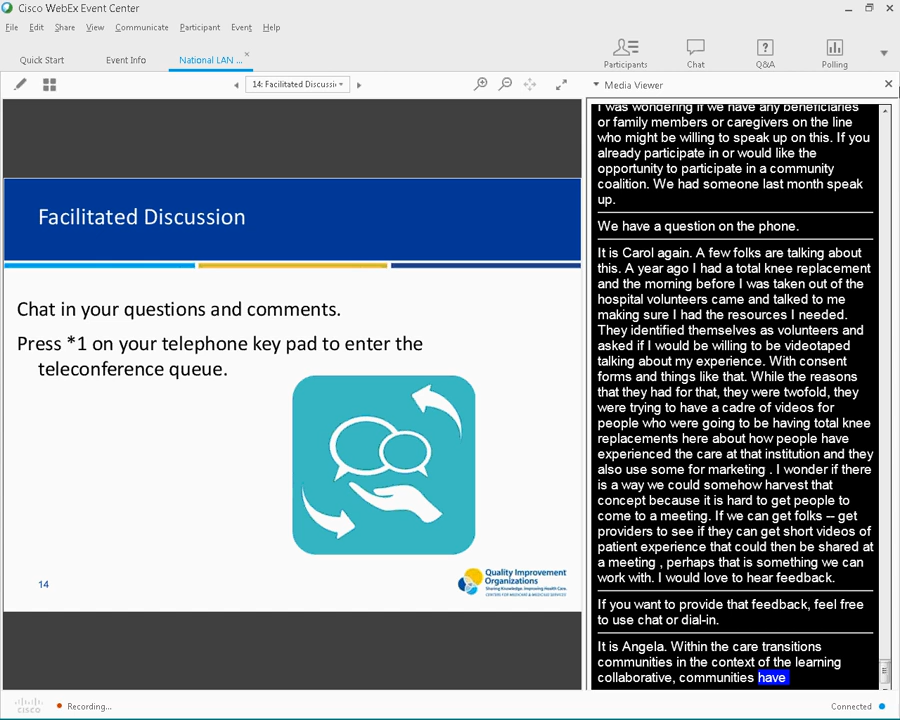 Cisco WebEx Event Center
File Edit Share View Communicate Participant Event Help
Quick Start Event Info National LAN ... Participants Chat Q&A Polling
14: Facilitated Discussi
Media Viewer
Facilitated Discussion
Chat in your questions and comments.
Press *1 on your telephone key pad to enter the
teleconference queue.
14
Quality Improvement
Organizations
Sharing Knowledge. Improving Health Care.
CENTERS FOR MEDICARE & MEDICAID SERVICES
I was wondering if we have any beneficiaries
or family members or caregivers on the line
who might be willing to speak up on this. If you
already participate in or would like the
opportunity to participate in a community
coalition. We had someone last month speak
up.
We have a question on the phone.
It is Carol again. A few folks are talking about
this. A year ago I had a total knee replacement
and the morning before I was taken out of the
hospital volunteers came and talked to me
making sure I had the resources I needed.
They identified themselves as volunteers and
asked if I would be willing to be videotaped
talking about my experience. With consent
forms and things like that. While the reasons
that they had for that, they were twofold, they
were trying to have a cadre of videos for
people who were going to be having total knee
replacements here about how people have
experienced the care at that institution and they
also use some for marketing . I wonder if there
is a way we could somehow harvest that
concept because it is hard to get people to
come to a meeting. If we can get folks -- get
providers to see if they can get short videos of
patient experience that could then be shared at
a meeting , perhaps that is something we can
work with. I would love to hear feedback.
If you want to provide that feedback, feel free
to use chat or dial-in.
It is Angela. Within the care transitions
communities in the context of the learning
collaborative, communities have
cisco Recording... Connected